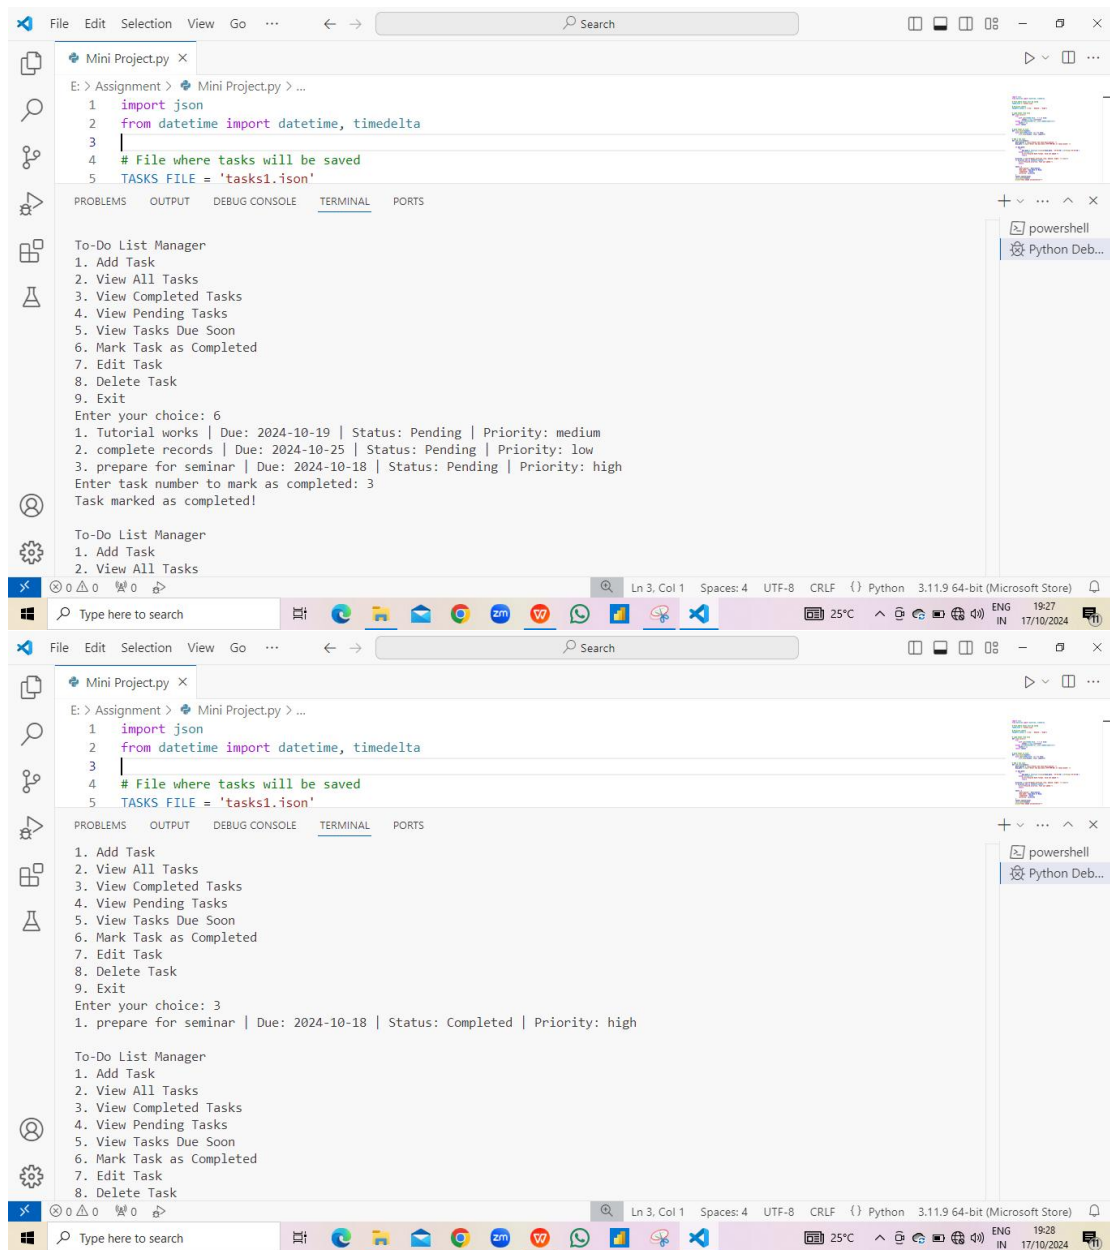 File Edit Selection View Go ··· Search
Mini Project.py
E: > Assignment > Mini Project.py > ...
1 import json
2 from datetime import datetime, timedelta
3
4 # File where tasks will be saved
5 TASKS_FILE = 'tasks1.json'
PROBLEMS OUTPUT DEBUG CONSOLE TERMINAL PORTS
powershell
Python Deb...
To-Do List Manager
1. Add Task
2. View All Tasks
3. View Completed Tasks
4. View Pending Tasks
5. View Tasks Due Soon
6. Mark Task as Completed
7. Edit Task
8. Delete Task
9. Exit
Enter your choice: 6
1. Tutorial works | Due: 2024-10-19 | Status: Pending | Priority: medium
2. complete records | Due: 2024-10-25 | Status: Pending | Priority: low
3. prepare for seminar | Due: 2024-10-18 | Status: Pending | Priority: high
Enter task number to mark as completed: 3
Task marked as completed!
To-Do List Manager
1. Add Task
2. View All Tasks
0 0 0 Ln 3, Col 1 Spaces: 4 UTF-8 CRLF {} Python 3.11.9 64-bit (Microsoft Store)
Type here to search zm 25°C ENG 19:27
IN 17/10/2024 11
File Edit Selection View Go ··· Search
Mini Project.py
E: > Assignment > Mini Project.py > ...
1 import json
2 from datetime import datetime, timedelta
3
4 # File where tasks will be saved
5 TASKS_FILE = 'tasks1.json'
PROBLEMS OUTPUT DEBUG CONSOLE TERMINAL PORTS
powershell
Python Deb...
1. Add Task
2. View All Tasks
3. View Completed Tasks
4. View Pending Tasks
5. View Tasks Due Soon
6. Mark Task as Completed
7. Edit Task
8. Delete Task
9. Exit
Enter your choice: 3
1. prepare for seminar | Due: 2024-10-18 | Status: Completed | Priority: high
To-Do List Manager
1. Add Task
2. View All Tasks
3. View Completed Tasks
4. View Pending Tasks
5. View Tasks Due Soon
6. Mark Task as Completed
7. Edit Task
8. Delete Task
0 0 0 Ln 3, Col 1 Spaces: 4 UTF-8 CRLF {} Python 3.11.9 64-bit (Microsoft Store)
Type here to search zm 25°C ENG 19:28
IN 17/10/2024 11